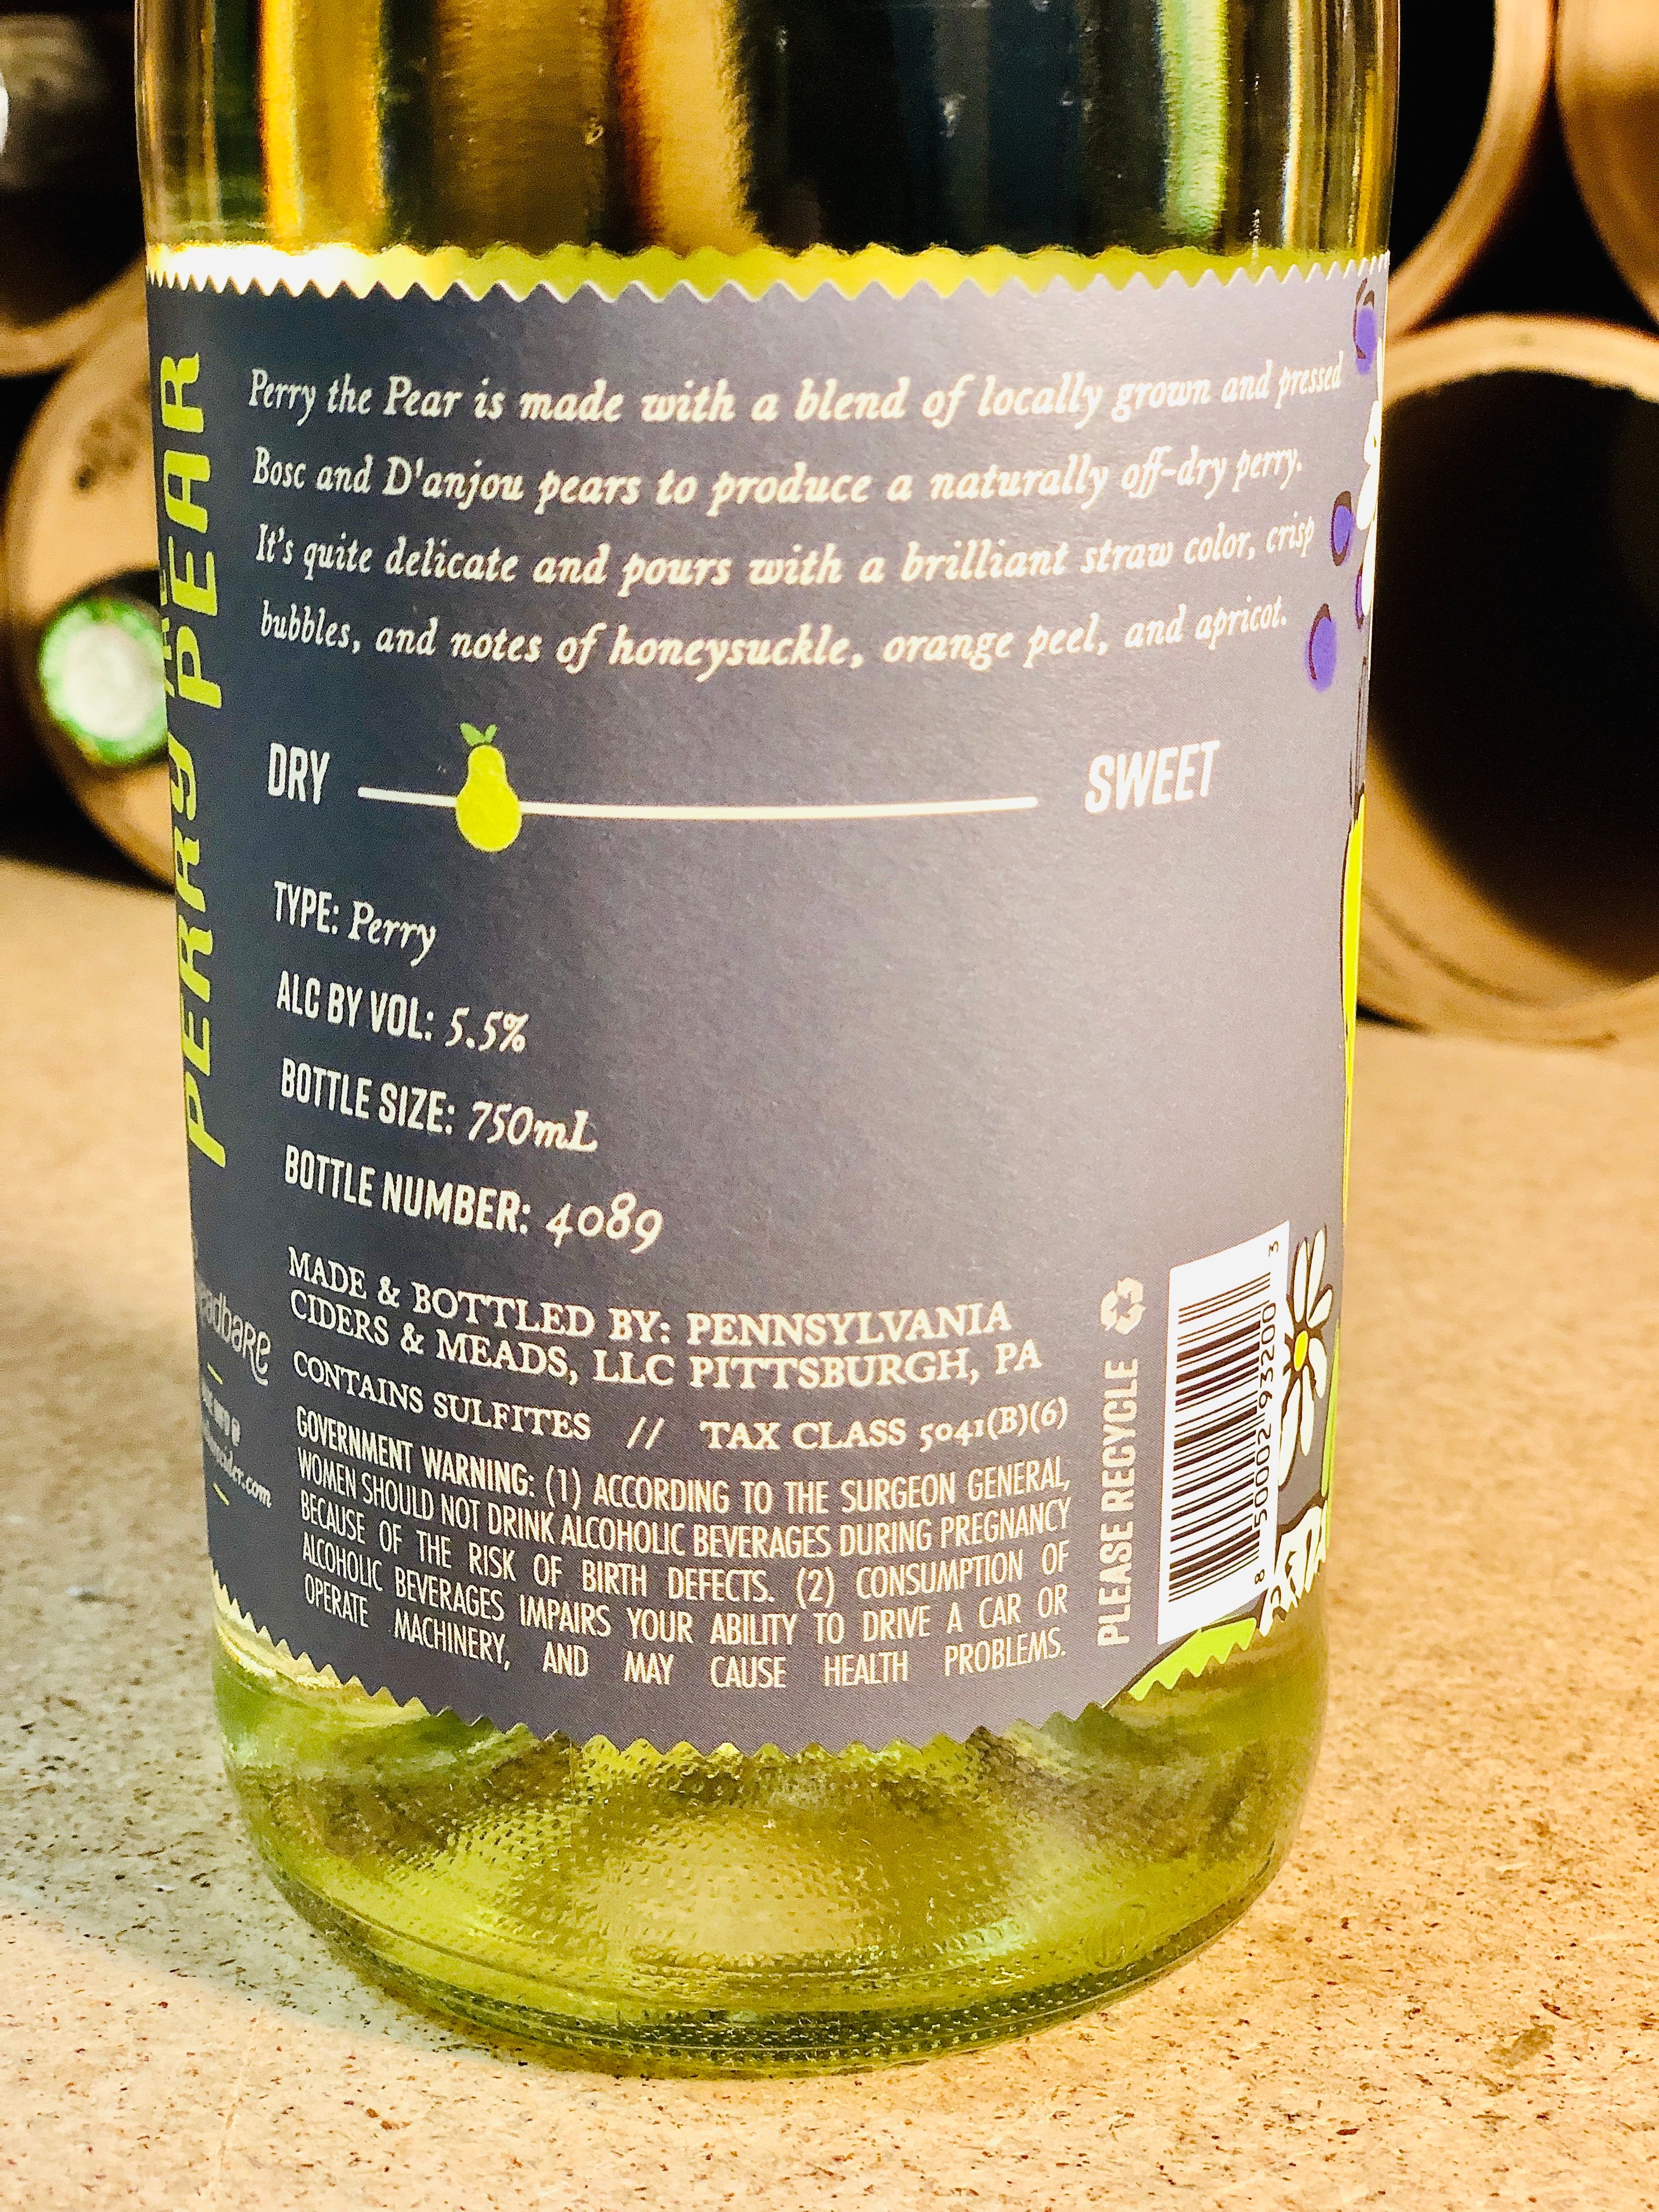 PERRY THE PEAR
Perry the Pear is made with a blend of locally grown and pressed
Bosc and D'anjou pears to produce a naturally off-dry perry.
It's quite delicate and pours with a brilliant straw color, crisp
bubbles, and notes of honeysuckle, orange peel, and apricot.
DRY
SWEET
TYPE: Perry
ALC BY VOL: 5.5%
BOTTLE SIZE: 750mL
BOTTLE NUMBER: 4089
MADE & BOTTLED BY: PENNSYLVANIA
CIDERS & MEADS, LLC PITTSBURGH, PA
CONTAINS SULFITES // TAX CLASS 5041(B)(6)
GOVERNMENT WARNING: (1) ACCORDING TO THE SURGEON GENERAL,
WOMEN SHOULD NOT DRINK ALCOHOLIC BEVERAGES DURING PREGNANCY
BECAUSE OF THE RISK OF BIRTH DEFECTS. (2) CONSUMPTION OF
ALCOHOLIC BEVERAGES IMPAIRS YOUR ABILITY TO DRIVE A CAR OR
OPERATE MACHINERY, AND MAY CAUSE HEALTH PROBLEMS.
PLEASE RECYCLE
8 50002 93200 3